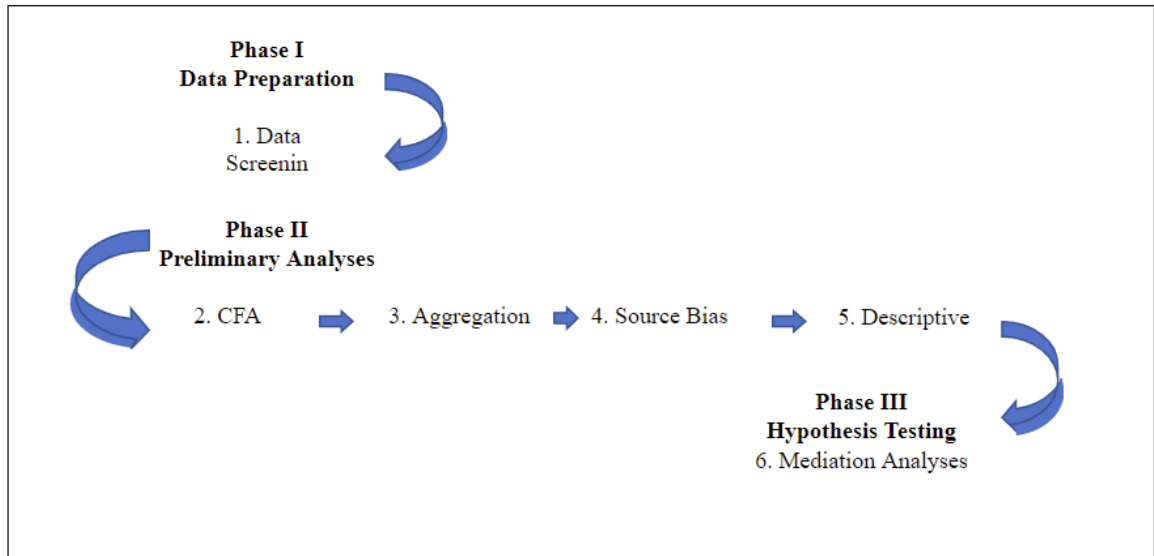 Phase I
Data Preparation
1. Data
Screenin
Phase II
Preliminary Analyses
2. CFA
3. Aggregation
4. Source Bias
5. Descriptive
Phase III
Hypothesis Testing
6. Mediation Analyses